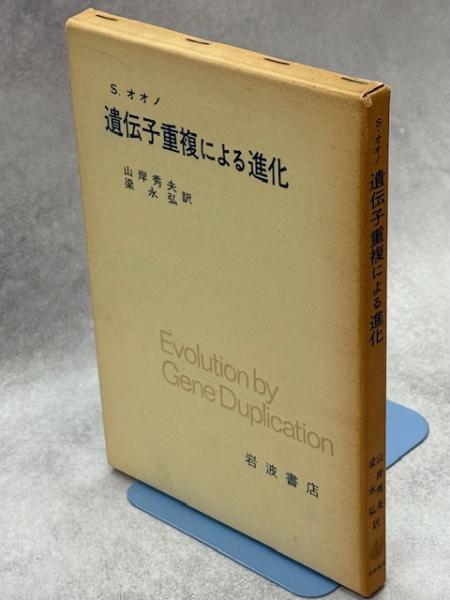 S. オオノ
遺伝子重複による進化
山岸秀夫
梁永弘 訳
Evolution by
Gene Duplication
岩波書店
S・オオノ
遺伝子重複による進化
山岸秀夫
梁永弘 訳